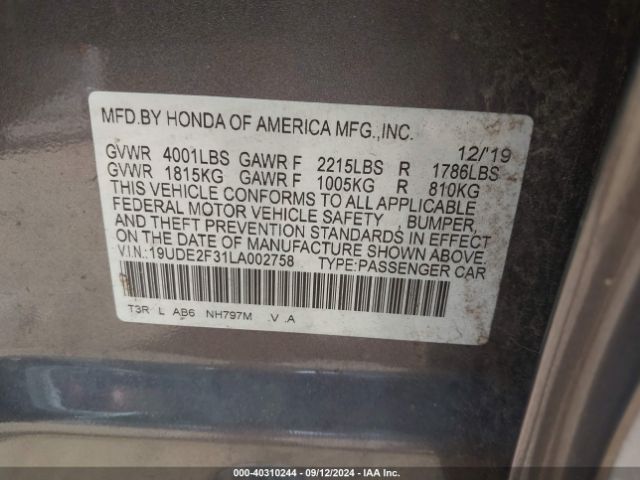 MFD.BY HONDA OF AMERICA MFG.,INC.
12/'19
GVWR 4001LBS GAWR F 2215LBS R 1786LBS
GVWR 1815KG GAWR F 1005KG R 810KG
THIS VEHICLE CONFORMS TO ALL APPLICABLE
FEDERAL MOTOR VEHICLE SAFETY , BUMPER,
AND THEFT PREVENTION STANDARDS IN EFFECT
ON THE DATE OF MANUFACTURE SHOWN ABOVE.
V.I.N.:19UDE2F31LA002758 TYPE:PASSENGER CAR
T3R L AB6 NH797M .V .A
000-40310244 - 09/12/2024 - IAA Inc.